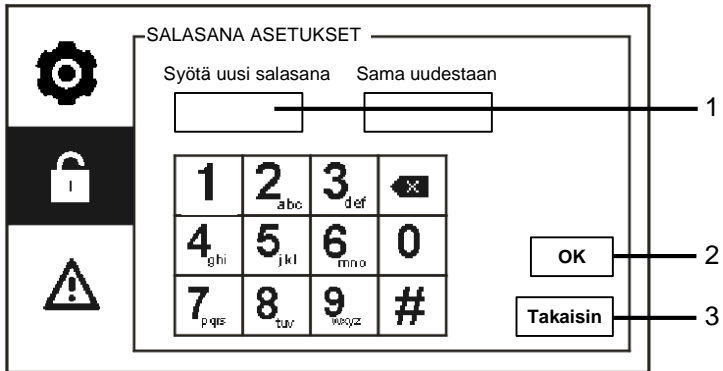 SALASANA ASETUKSET
Syötä uusi salasana Sama uudestaan
1
1 2abc 3def X
4ghi 5jkl 6mno 0
OK 2
7pqrs 8tuv 9wxyz #
Takaisin 3